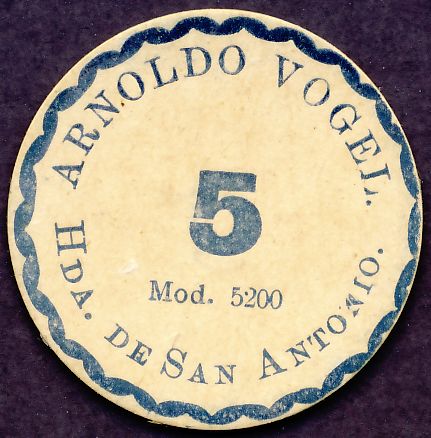 ARNOLDO VOGEL.
5
Mod. 5200
HDA. DE SAN ANTONIO.